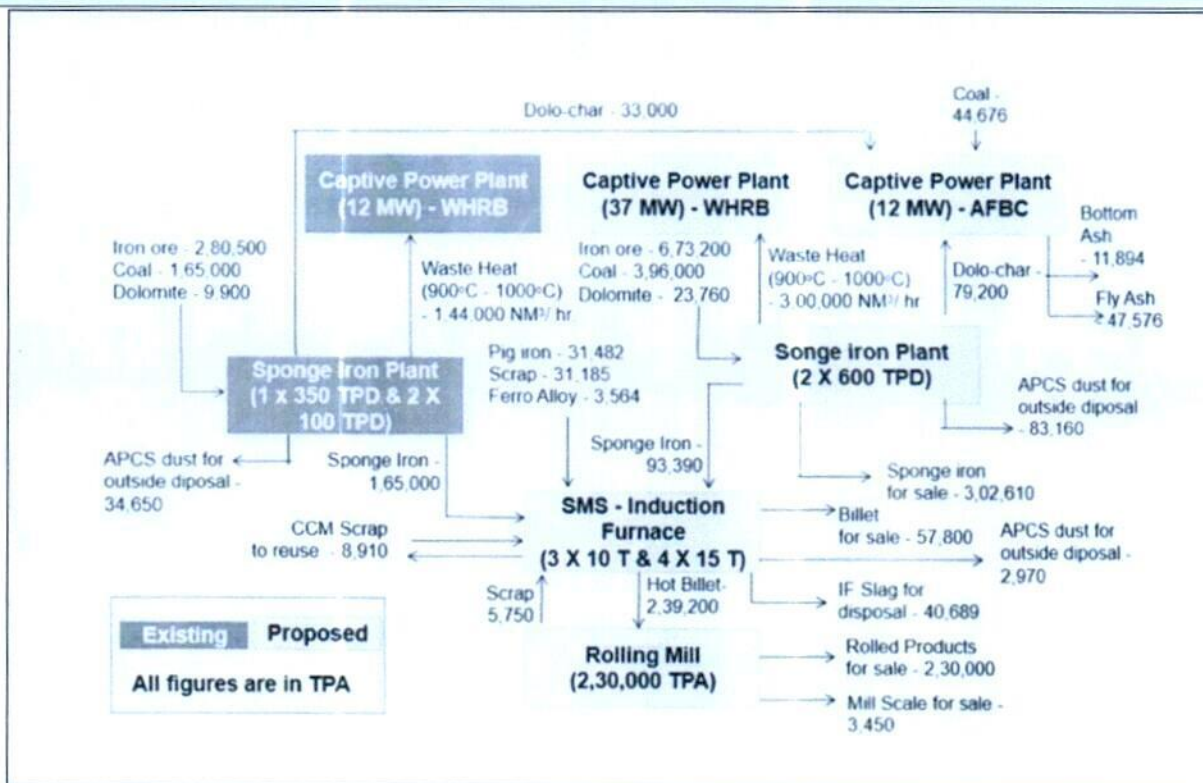 Dolo-char - 33,000
Coal -
44,676
Captive Power Plant
(12 MW) - WHRB
Captive Power Plant
(37 MW) - WHRB
Captive Power Plant
(12 MW) - AFBC
Bottom
Ash
- 11,894
Fly Ash
- 47,576
Iron ore - 2,80,500
Coal - 1,65,000
Dolomite - 9,900
Waste Heat
(900°C - 1000°C)
- 1,44,000 NM³/ hr
Iron ore - 6,73,200
Coal - 3,96,000
Dolomite - 23,760
Waste Heat
(900°C - 1000°C)
- 3,00,000 NM³/ hr
Dolo-char -
79,200
Sponge Iron Plant
(1 x 350 TPD & 2 X
100 TPD)
Pig iron - 31,482
Scrap - 31,185
Ferro Alloy - 3,564
Songe iron Plant
(2 X 600 TPD)
APCS dust for
outside diposal
- 83,160
APCS dust for
outside diposal -
34,650
Sponge Iron -
1,65,000
Sponge Iron -
93,390
Sponge iron
for sale - 3,02,610
CCM Scrap
to reuse - 8,910
SMS - Induction
Furnace
(3 X 10 T & 4 X 15 T)
Billet
for sale - 57,800
APCS dust for
outside diposal -
2,970
Scrap
5,750
Hot Billet-
2,39,200
IF Slag for
disposal - 40,689
Rolling Mill
(2,30,000 TPA)
Rolled Products
for sale - 2,30,000
Mill Scale for sale -
3,450
Existing Proposed
All figures are in TPA